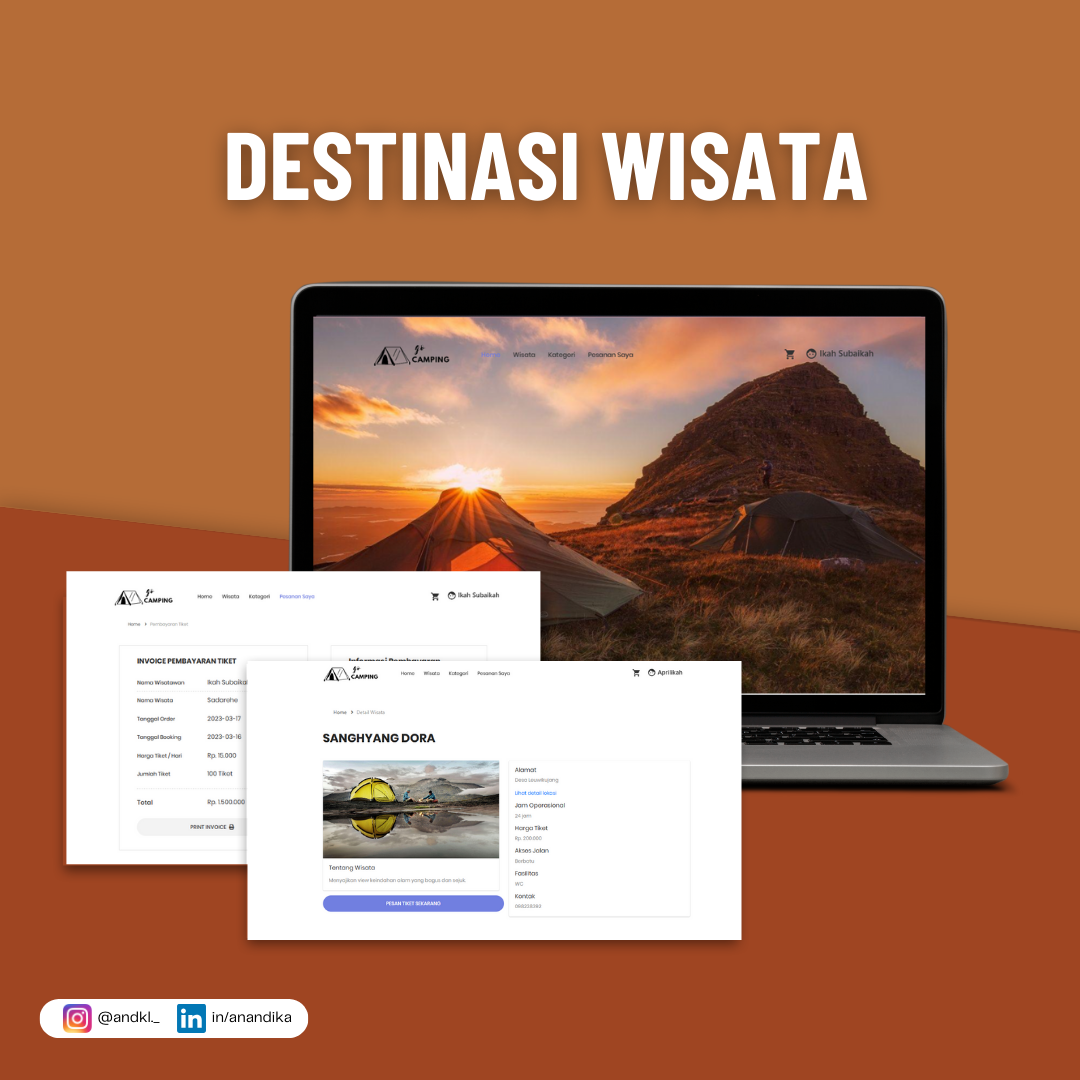 DESTINASI WISATA
go
CAMPING
Home Wisata Kategori Pesanan Saya
Ikah Subaikah
go
CAMPING
Home Wisata Kategori Pesanan Saya
Ikah Subaikah
Home > Pembayaran Tiket
INVOICE PEMBAYARAN TIKET
Informasi Pembayaran
Nama Wisatawan Ikah Subaikah
Nama Wisata Sadarehe
Tanggal Order 2023-03-17
Tanggal Booking 2023-03-16
Harga Tiket / Hari Rp. 15.000
Jumlah Tiket 100 Tiket
Total Rp. 1.500.000
PRINT INVOICE
go
CAMPING
Home Wisata Kategori Pesanan Saya
Aprilikah
Home > Detail Wisata
SANGHYANG DORA
Tentang Wisata
Menyajikan view keindahan alam yang bagus dan sejuk.
PESAN TIKET SEKARANG
Alamat
Desa Leuwikujang
Lihat detail lokasi
Jam Operasional
24 jam
Harga Tiket
Rp. 200.000
Akses Jalan
Berbatu
Fasilitas
WC
Kontak
@andkl._ in/anandika